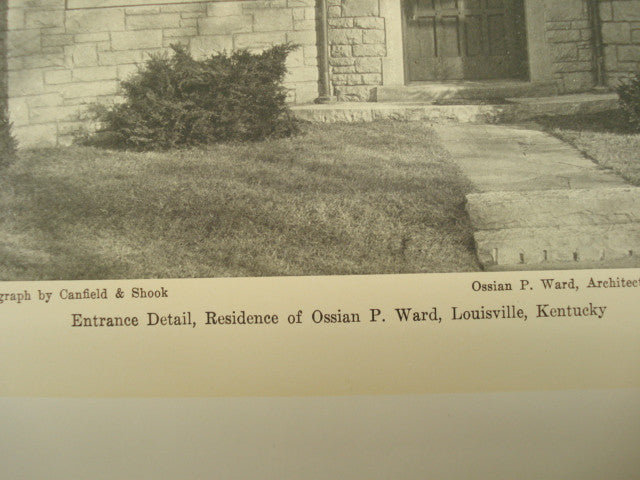 graph by Canfield & Shook
Ossian P. Ward, Architect
Entrance Detail, Residence of Ossian P. Ward, Louisville, Kentucky